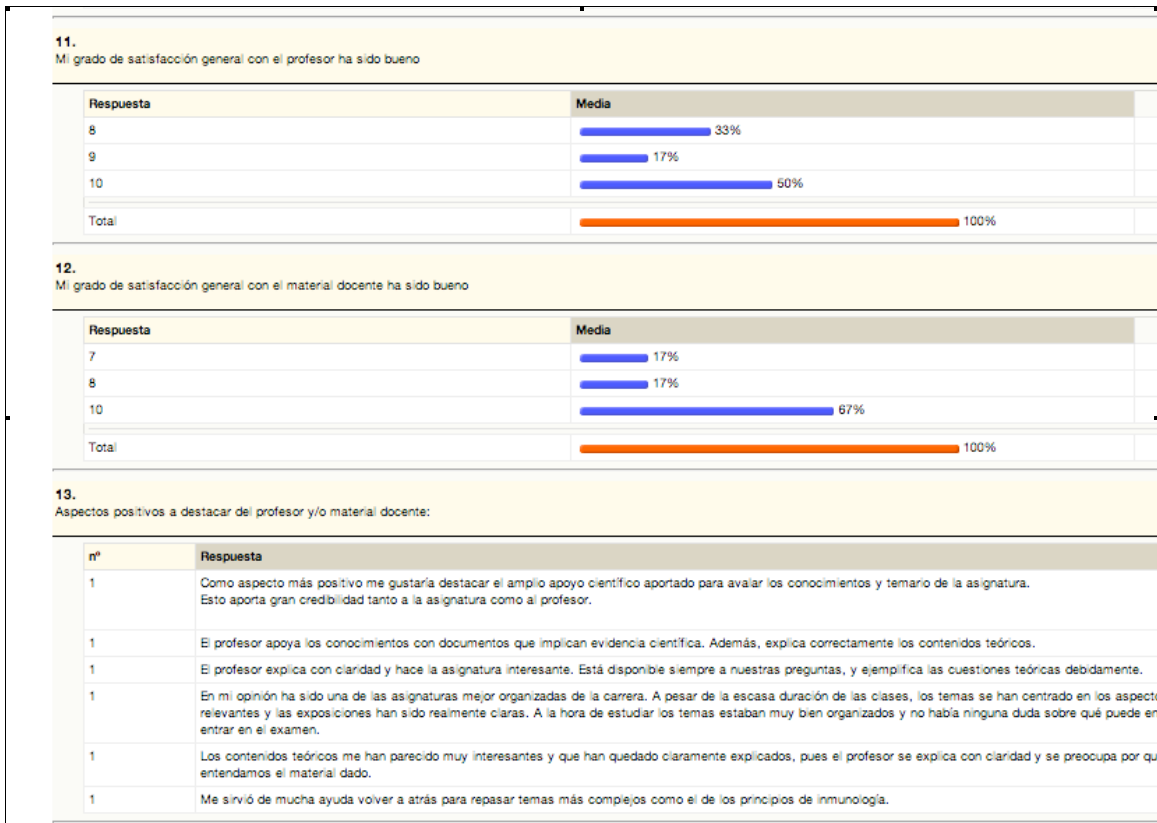 11.
Mi grado de satisfacción general con el profesor ha sido bueno
Respuesta Media
8 33%
9 17%
10 50%
Total 100%
12.
Mi grado de satisfacción general con el material docente ha sido bueno
Respuesta Media
7 17%
8 17%
10 67%
Total 100%
13.
Aspectos positivos a destacar del profesor y/o material docente:
nº Respuesta
1 Como aspecto más positivo me gustaría destacar el amplio apoyo científico aportado para avalar los conocimientos y temario de la asignatura.
Esto aporta gran credibilidad tanto a la asignatura como al profesor.
1 El profesor apoya los conocimientos con documentos que implican evidencia científica. Además, explica correctamente los contenidos teóricos.
1 El profesor explica con claridad y hace la asignatura interesante. Está disponible siempre a nuestras preguntas, y ejemplifica las cuestiones teóricas debidamente.
1 En mi opinión ha sido una de las asignaturas mejor organizadas de la carrera. A pesar de la escasa duración de las clases, los temas se han centrado en los aspecto
relevantes y las exposiciones han sido realmente claras. A la hora de estudiar los temas estaban muy bien organizados y no había ninguna duda sobre qué puede en
entrar en el examen.
1 Los contenidos teóricos me han parecido muy interesantes y que han quedado claramente explicados, pues el profesor se explica con claridad y se preocupa por qu
entendamos el material dado.
1 Me sirvió de mucha ayuda volver a atrás para repasar temas más complejos como el de los principios de inmunología.